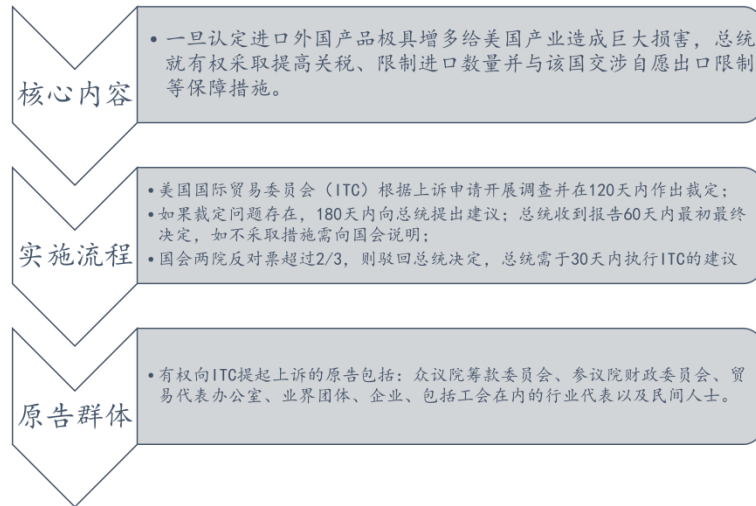 核心内容
• 一旦认定进口外国产品极具增多给美国产业造成巨大损害，总统
就有权采取提高关税、限制进口数量并与该国交涉自愿出口限制
等保障措施。
实施流程
• 美国国际贸易委员会（ITC）根据上诉申请开展调查并在120天内作出裁定；
• 如果裁定问题存在，180天内向总统提出建议；总统收到报告60天内最初最终
决定，如不采取措施需向国会说明；
• 国会两院反对票超过2/3，则驳回总统决定，总统需于30天内执行ITC的建议
原告群体
• 有权向ITC提起上诉的原告包括：众议院筹款委员会、参议院财政委员会、贸
易代表办公室、业界团体、企业、包括工会在内的行业代表以及民间人士。